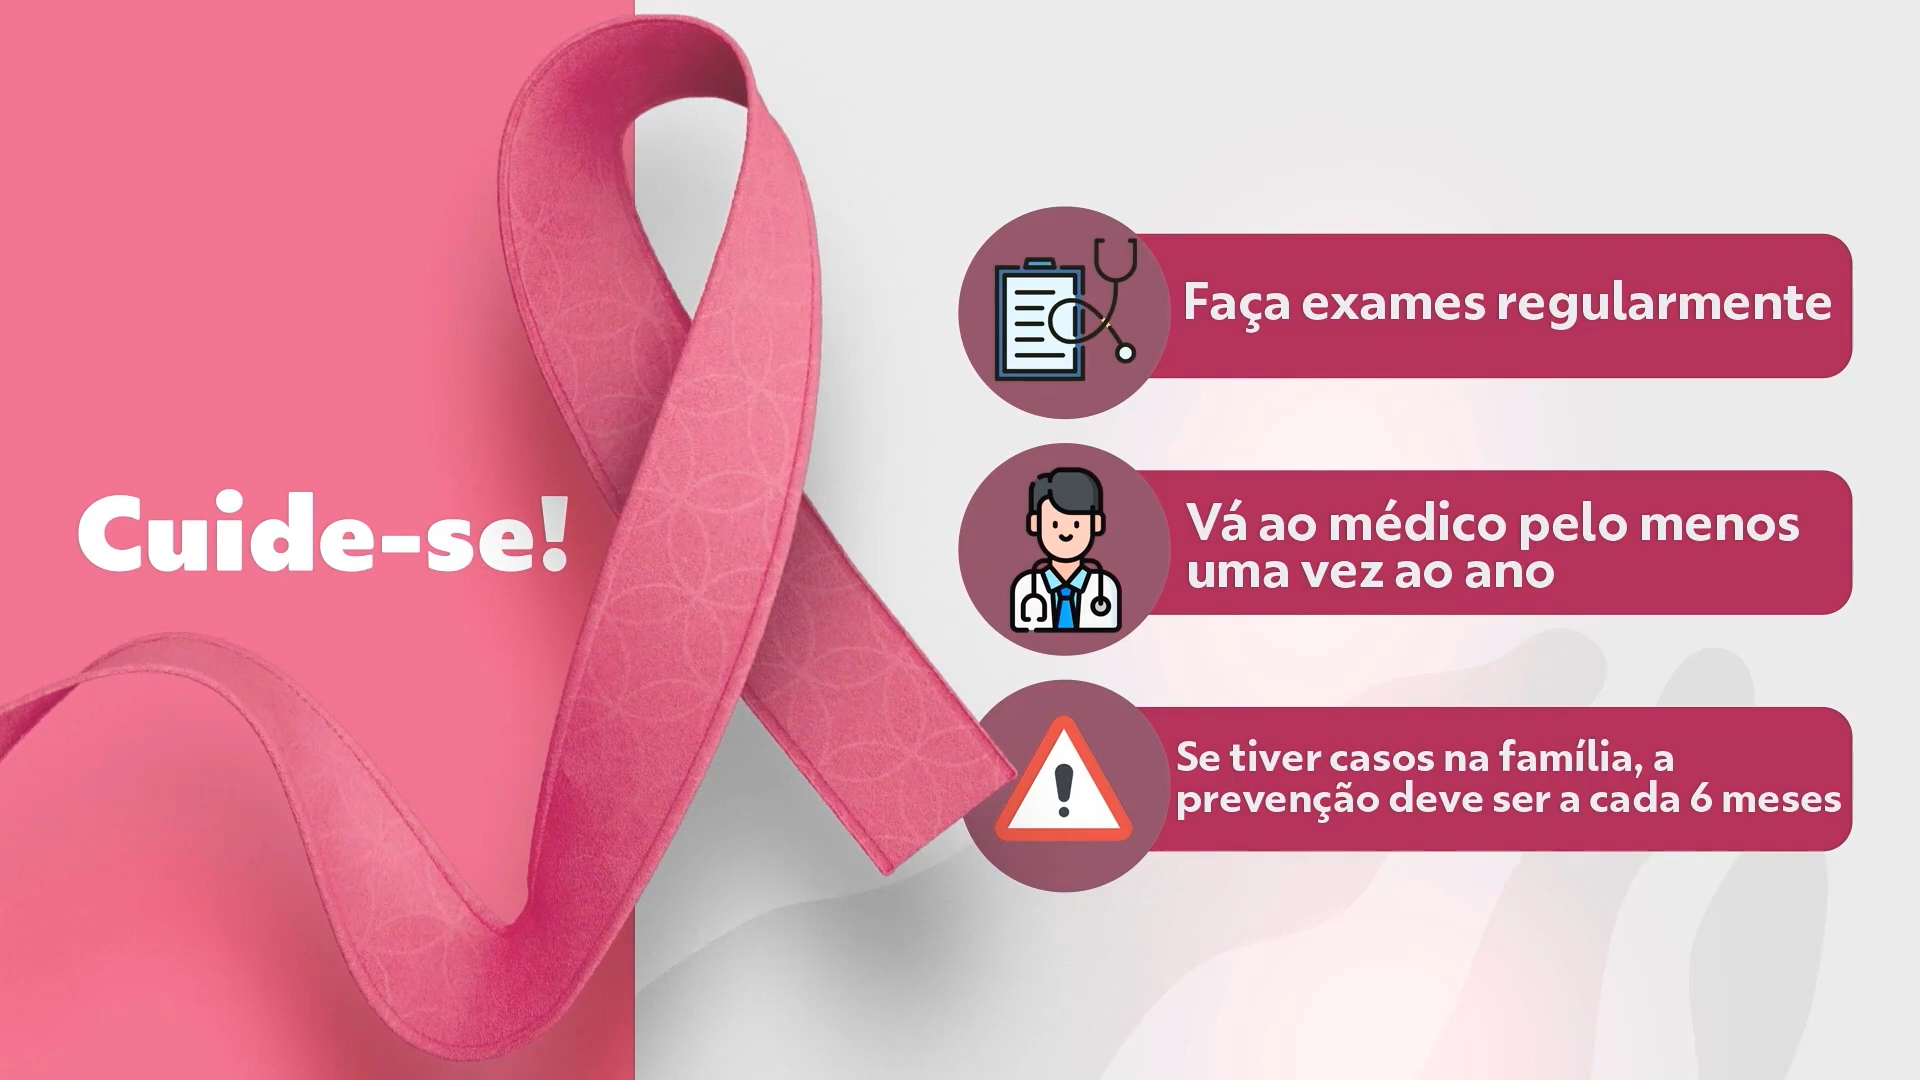 Cuide-se!
Faça exames regularmente
Vá ao médico pelo menos
uma vez ao ano
Se tiver casos na família, a
prevenção deve ser a cada 6 meses